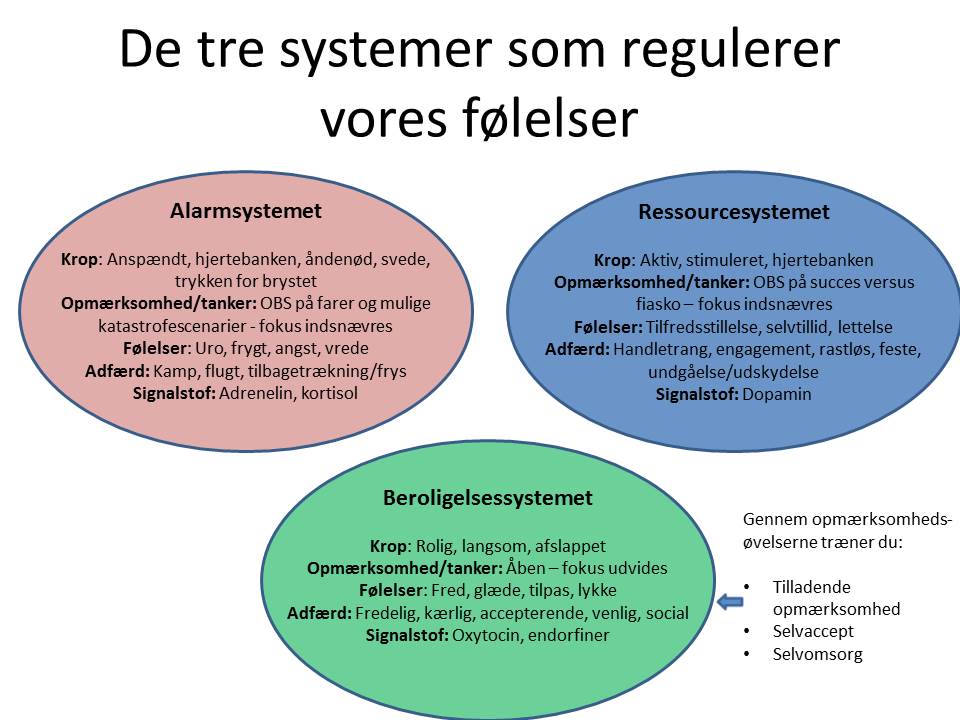 De tre systemer som regulerer
vores følelser
Alarmsystemet
Krop: Anspændt, hjertebanken, åndenød, svede,
trykken for brystet
Opmærksomhed/tanker: OBS på farer og mulige
katastrofescenarier - fokus indsnævres
Følelser: Uro, frygt, angst, vrede
Adfærd: Kamp, flugt, tilbagetrækning/frys
Signalstof: Adrenelin, kortisol
Ressourcesystemet
Krop: Aktiv, stimuleret, hjertebanken
Opmærksomhed/tanker: OBS på succes versus
fiasko – fokus indsnævres
Følelser: Tilfredsstillelse, selvtillid, lettelse
Adfærd: Handletrang, engagement, rastløs, feste,
undgåelse/udskydelse
Signalstof: Dopamin
Beroligelsessystemet
Krop: Rolig, langsom, afslappet
Opmærksomhed/tanker: Åben – fokus udvides
Følelser: Fred, glæde, tilpas, lykke
Adfærd: Fredelig, kærlig, accepterende, venlig, social
Signalstof: Oxytocin, endorfiner
Gennem opmærksomheds-
øvelserne træner du:
• Tilladende
opmærksomhed
• Selvaccept
• Selvomsorg